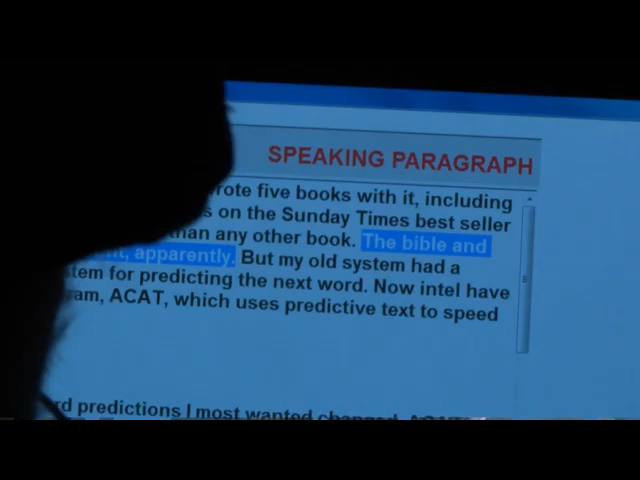 SPEAKING PARAGRAPH
rote five books with it, including
s on the Sunday Times best seller
than any other book. The bible and
nt, apparently. But my old system had a
stem for predicting the next word. Now intel have
ram, ACAT, which uses predictive text to speed
rd predictions I most wanted changed.